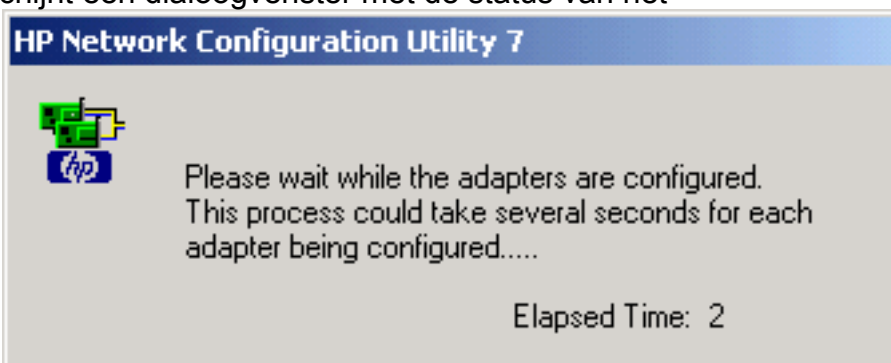 een dialoogvenster met de status van het
HP Network Configuration Utility 7
hp
Please wait while the adapters are configured.
This process could take several seconds for each
adapter being configured.....
Elapsed Time: 2